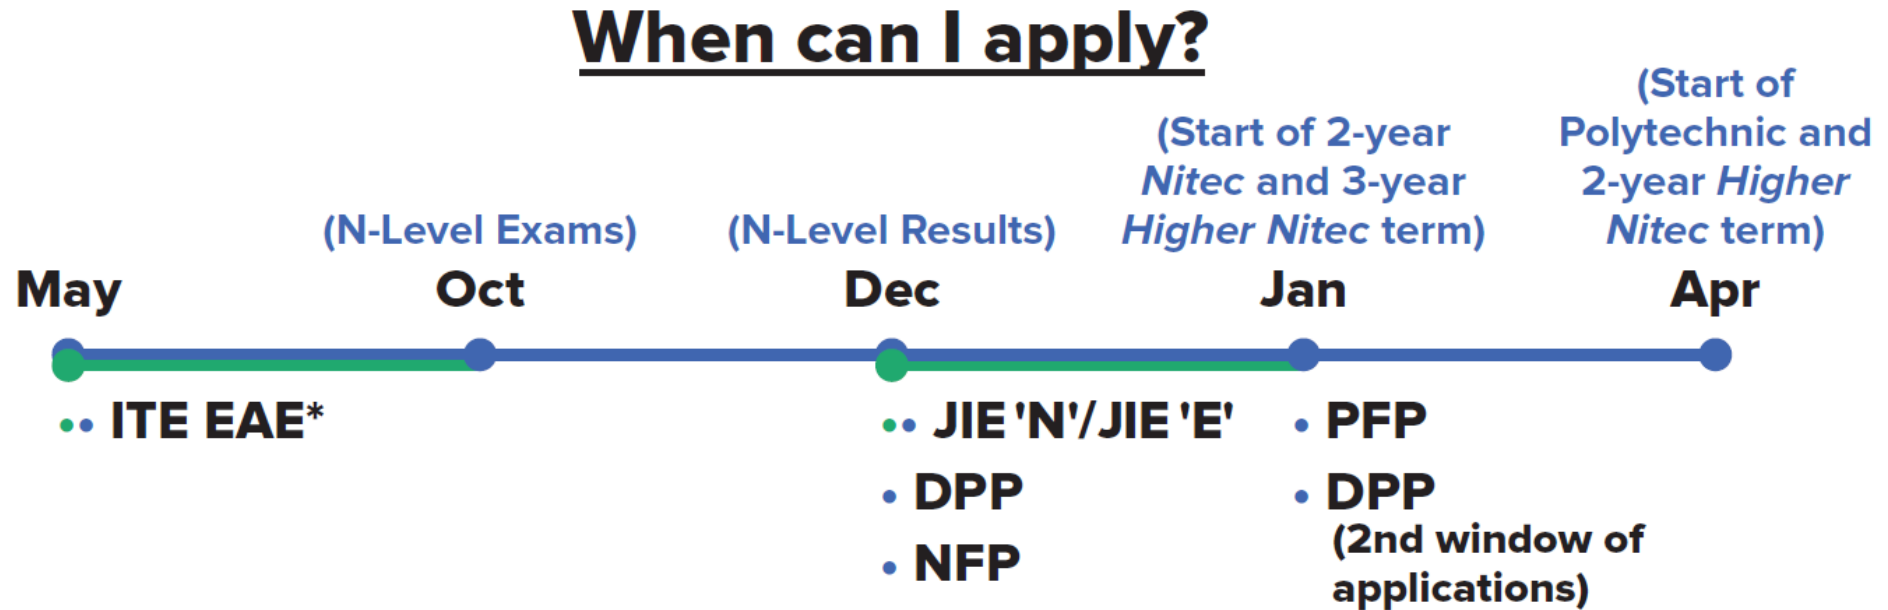 When can I apply?
(Start of
Polytechnic and
2-year Higher
Nitec term)
(Start of 2-year
Nitec and 3-year
Higher Nitec term)
(N-Level Exams)
(N-Level Results)
May
Oct
Dec
Jan
Apr
•• ITE EAE*
•• JIE 'N'/JIE 'E'
• DPP
• NFP
• PFP
• DPP
(2nd window of
applications)